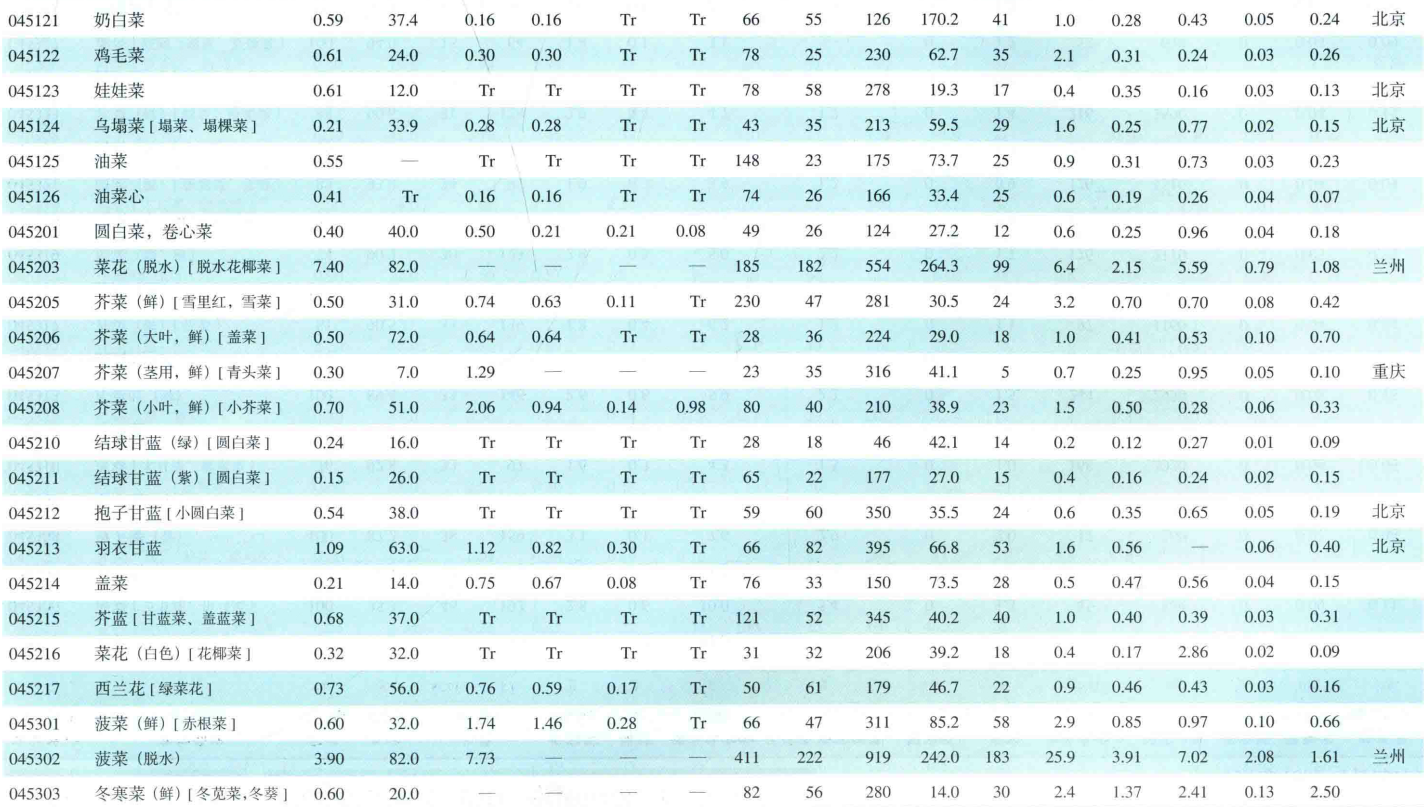 045121 奶白菜 0.59 37.4 0.16 0.16 Tr Tr 66 55 126 170.2 41 1.0 0.28 0.43 0.05 0.24 北京
045122 鸡毛菜 0.61 24.0 0.30 0.30 Tr Tr 78 25 230 62.7 35 2.1 0.31 0.24 0.03 0.26
045123 娃娃菜 0.61 12.0 Tr Tr Tr Tr 78 58 278 19.3 17 0.4 0.35 0.16 0.03 0.13 北京
045124 乌塌菜[塌菜、塌棵菜] 0.21 33.9 0.28 0.28 Tr Tr 43 35 213 59.5 29 1.6 0.25 0.77 0.02 0.15 北京
045125 油菜 0.55 — Tr Tr Tr Tr 148 23 175 73.7 25 0.9 0.31 0.73 0.03 0.23
045126 油菜心 0.41 Tr 0.16 0.16 Tr Tr 74 26 166 33.4 25 0.6 0.19 0.26 0.04 0.07
045201 圆白菜，卷心菜 0.40 40.0 0.50 0.21 0.21 0.08 49 26 124 27.2 12 0.6 0.25 0.96 0.04 0.18
045203 菜花（脱水）[脱水花椰菜] 7.40 82.0 — — — — 185 182 554 264.3 99 6.4 2.15 5.59 0.79 1.08 兰州
045205 芥菜（鲜）[雪里红，雪菜] 0.50 31.0 0.74 0.63 0.11 Tr 230 47 281 30.5 24 3.2 0.70 0.70 0.08 0.42
045206 芥菜（大叶，鲜）[盖菜] 0.50 72.0 0.64 0.64 Tr Tr 28 36 224 29.0 18 1.0 0.41 0.53 0.10 0.70
045207 芥菜（茎用，鲜）[青头菜] 0.30 7.0 1.29 — — — 23 35 316 41.1 5 0.7 0.25 0.95 0.05 0.10 重庆
045208 芥菜（小叶，鲜）[小芥菜] 0.70 51.0 2.06 0.94 0.14 0.98 80 40 210 38.9 23 1.5 0.50 0.28 0.06 0.33
045210 结球甘蓝（绿）[圆白菜] 0.24 16.0 Tr Tr Tr Tr 28 18 46 42.1 14 0.2 0.12 0.27 0.01 0.09
045211 结球甘蓝（紫）[圆白菜] 0.15 26.0 Tr Tr Tr Tr 65 22 177 27.0 15 0.4 0.16 0.24 0.02 0.15
045212 抱子甘蓝[小圆白菜] 0.54 38.0 Tr Tr Tr Tr 59 60 350 35.5 24 0.6 0.35 0.65 0.05 0.19 北京
045213 羽衣甘蓝 1.09 63.0 1.12 0.82 0.30 Tr 66 82 395 66.8 53 1.6 0.56 — 0.06 0.40 北京
045214 盖菜 0.21 14.0 0.75 0.67 0.08 Tr 76 33 150 73.5 28 0.5 0.47 0.56 0.04 0.15
045215 芥蓝[甘蓝菜、盖蓝菜] 0.68 37.0 Tr Tr Tr Tr 121 52 345 40.2 40 1.0 0.40 0.39 0.03 0.31
045216 菜花（白色）[花椰菜] 0.32 32.0 Tr Tr Tr Tr 31 32 206 39.2 18 0.4 0.17 2.86 0.02 0.09
045217 西兰花[绿菜花] 0.73 56.0 0.76 0.59 0.17 Tr 50 61 179 46.7 22 0.9 0.46 0.43 0.03 0.16
045301 菠菜（鲜）[赤根菜] 0.60 32.0 1.74 1.46 0.28 Tr 66 47 311 85.2 58 2.9 0.85 0.97 0.10 0.66
045302 菠菜（脱水） 3.90 82.0 7.73 — — — 411 222 919 242.0 183 25.9 3.91 7.02 2.08 1.61 兰州
045303 冬寒菜（鲜）[冬苋菜，冬葵] 0.60 20.0 — — — — 82 56 280 14.0 30 2.4 1.37 2.41 0.13 2.50